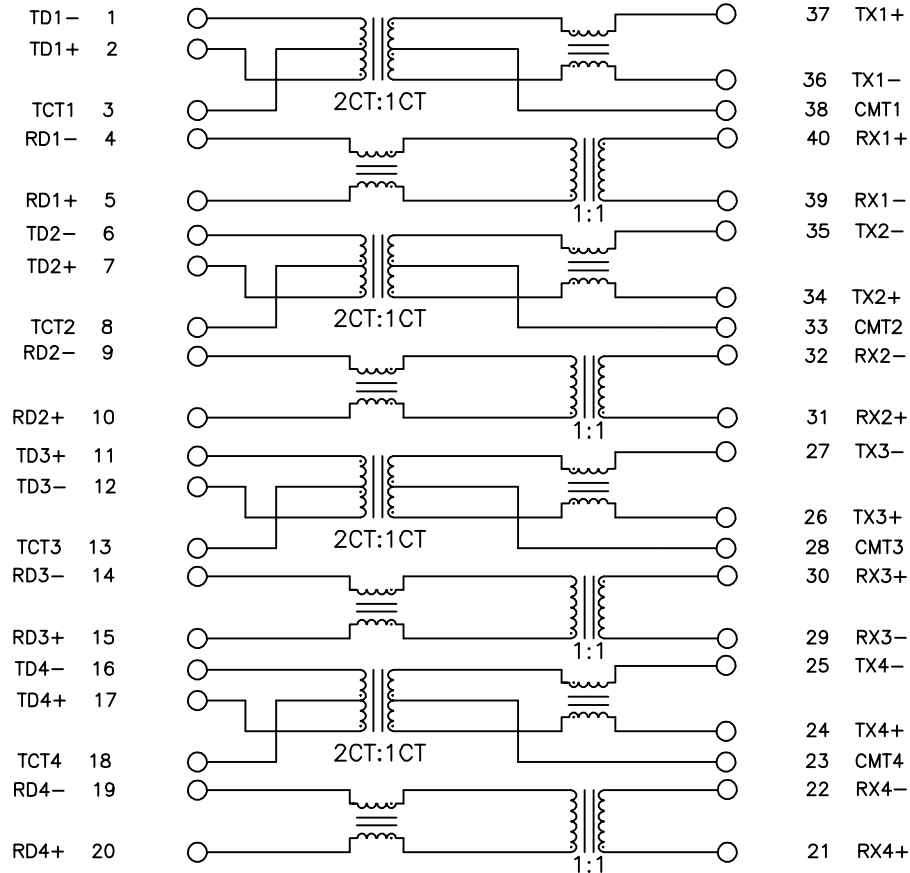 TD1− 1 37 TX1+
TD1+ 2
36 TX1−
2CT:1CT
TCT1 3 38 CMT1
RD1− 4 40 RX1+
RD1+ 5 39 RX1−
1:1
TD2− 6 35 TX2−
TD2+ 7
34 TX2+
2CT:1CT
TCT2 8 33 CMT2
RD2− 9 32 RX2−
RD2+ 10 31 RX2+
1:1
TD3+ 11 27 TX3−
TD3− 12
26 TX3+
2CT:1CT
TCT3 13 28 CMT3
RD3− 14 30 RX3+
RD3+ 15 29 RX3−
1:1
TD4− 16 25 TX4−
TD4+ 17
24 TX4+
2CT:1CT
TCT4 18 23 CMT4
RD4− 19 22 RX4−
RD4+ 20 21 RX4+
1:1